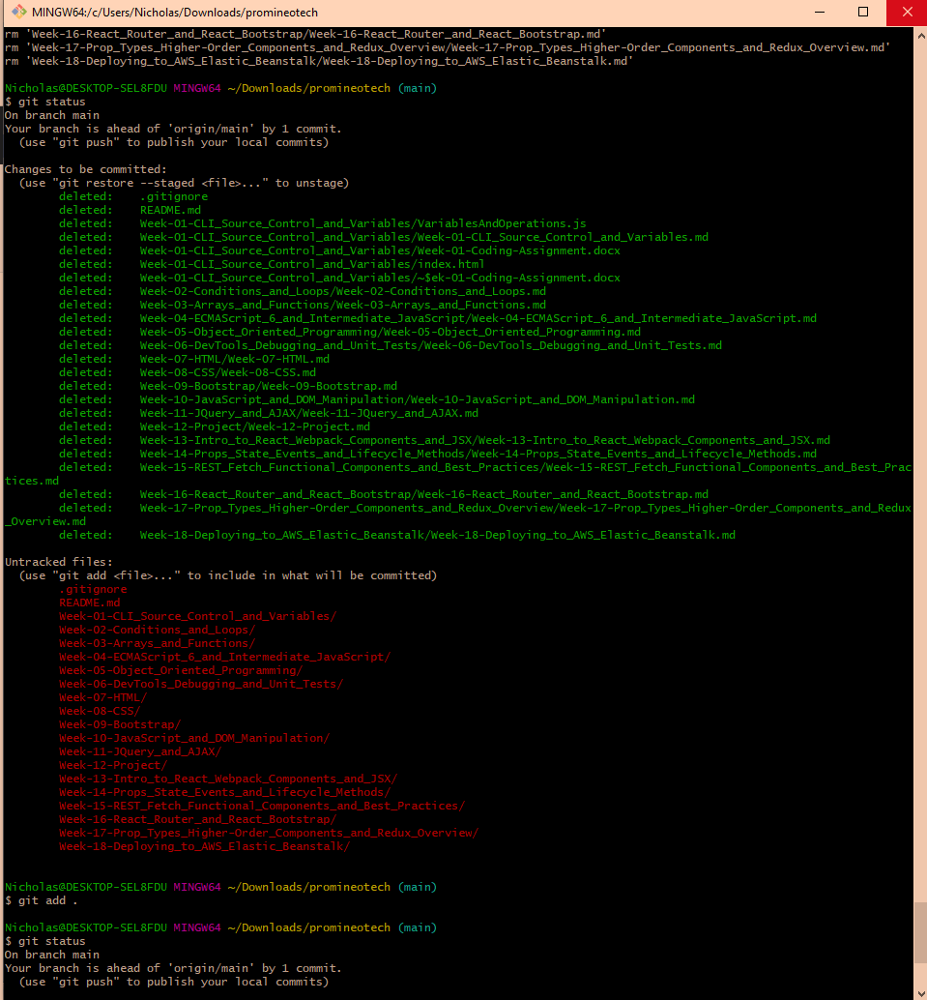 MINGW64:/c/Users/Nicholas/Downloads/promineotech
rm 'Week-16-React_Router_and_React_Bootstrap/Week-16-React_Router_and_React_Bootstrap.md'
rm 'Week-17-Prop_Types_Higher-Order_Components_and_Redux_Overview/Week-17-Prop_Types_Higher-Order_Components_and_Redux_Overview.md'
rm 'Week-18-Deploying_to_AWS_Elastic_Beanstalk/Week-18-Deploying_to_AWS_Elastic_Beanstalk.md'
Nicholas@DESKTOP-SEL8FDU MINGW64 ~/Downloads/promineotech (main)
$ git status
On branch main
Your branch is ahead of 'origin/main' by 1 commit.
(use "git push" to publish your local commits)
Changes to be committed:
(use "git restore --staged <file>..." to unstage)
deleted: .gitignore
deleted: README.md
deleted: Week-01-CLI_Source_Control_and_Variables/VariablesAndOperations.js
deleted: Week-01-CLI_Source_Control_and_Variables/Week-01-CLI_Source_Control_and_Variables.md
deleted: Week-01-CLI_Source_Control_and_Variables/Week-01-Coding-Assignment.docx
deleted: Week-01-CLI_Source_Control_and_Variables/index.html
deleted: Week-01-CLI_Source_Control_and_Variables/~$ek-01-Coding-Assignment.docx
deleted: Week-02-Conditions_and_Loops/Week-02-Conditions_and_Loops.md
deleted: Week-03-Arrays_and_Functions/Week-03-Arrays_and_Functions.md
deleted: Week-04-ECMAScript_6_and_Intermediate_JavaScript/Week-04-ECMAScript_6_and_Intermediate_JavaScript.md
deleted: Week-05-Object_Oriented_Programming/Week-05-Object_Oriented_Programming.md
deleted: Week-06-DevTools_Debugging_and_Unit_Tests/Week-06-DevTools_Debugging_and_Unit_Tests.md
deleted: Week-07-HTML/Week-07-HTML.md
deleted: Week-08-CSS/Week-08-CSS.md
deleted: Week-09-Bootstrap/Week-09-Bootstrap.md
deleted: Week-10-JavaScript_and_DOM_Manipulation/Week-10-JavaScript_and_DOM_Manipulation.md
deleted: Week-11-JQuery_and_AJAX/Week-11-JQuery_and_AJAX.md
deleted: Week-12-Project/Week-12-Project.md
deleted: Week-13-Intro_to_React_Webpack_Components_and_JSX/Week-13-Intro_to_React_Webpack_Components_and_JSX.md
deleted: Week-14-Props_State_Events_and_Lifecycle_Methods/Week-14-Props_State_Events_and_Lifecycle_Methods.md
deleted: Week-15-REST_Fetch_Functional_Components_and_Best_Practices/Week-15-REST_Fetch_Functional_Components_and_Best_Prac
tices.md
deleted: Week-16-React_Router_and_React_Bootstrap/Week-16-React_Router_and_React_Bootstrap.md
deleted: Week-17-Prop_Types_Higher-Order_Components_and_Redux_Overview/Week-17-Prop_Types_Higher-Order_Components_and_Redux
_Overview.md
deleted: Week-18-Deploying_to_AWS_Elastic_Beanstalk/Week-18-Deploying_to_AWS_Elastic_Beanstalk.md
Untracked files:
(use "git add <file>..." to include in what will be committed)
.gitignore
README.md
Week-01-CLI_Source_Control_and_Variables/
Week-02-Conditions_and_Loops/
Week-03-Arrays_and_Functions/
Week-04-ECMAScript_6_and_Intermediate_JavaScript/
Week-05-Object_Oriented_Programming/
Week-06-DevTools_Debugging_and_Unit_Tests/
Week-07-HTML/
Week-08-CSS/
Week-09-Bootstrap/
Week-10-JavaScript_and_DOM_Manipulation/
Week-11-JQuery_and_AJAX/
Week-12-Project/
Week-13-Intro_to_React_Webpack_Components_and_JSX/
Week-14-Props_State_Events_and_Lifecycle_Methods/
Week-15-REST_Fetch_Functional_Components_and_Best_Practices/
Week-16-React_Router_and_React_Bootstrap/
Week-17-Prop_Types_Higher-Order_Components_and_Redux_Overview/
Week-18-Deploying_to_AWS_Elastic_Beanstalk/
Nicholas@DESKTOP-SEL8FDU MINGW64 ~/Downloads/promineotech (main)
$ git add .
Nicholas@DESKTOP-SEL8FDU MINGW64 ~/Downloads/promineotech (main)
$ git status
On branch main
Your branch is ahead of 'origin/main' by 1 commit.
(use "git push" to publish your local commits)